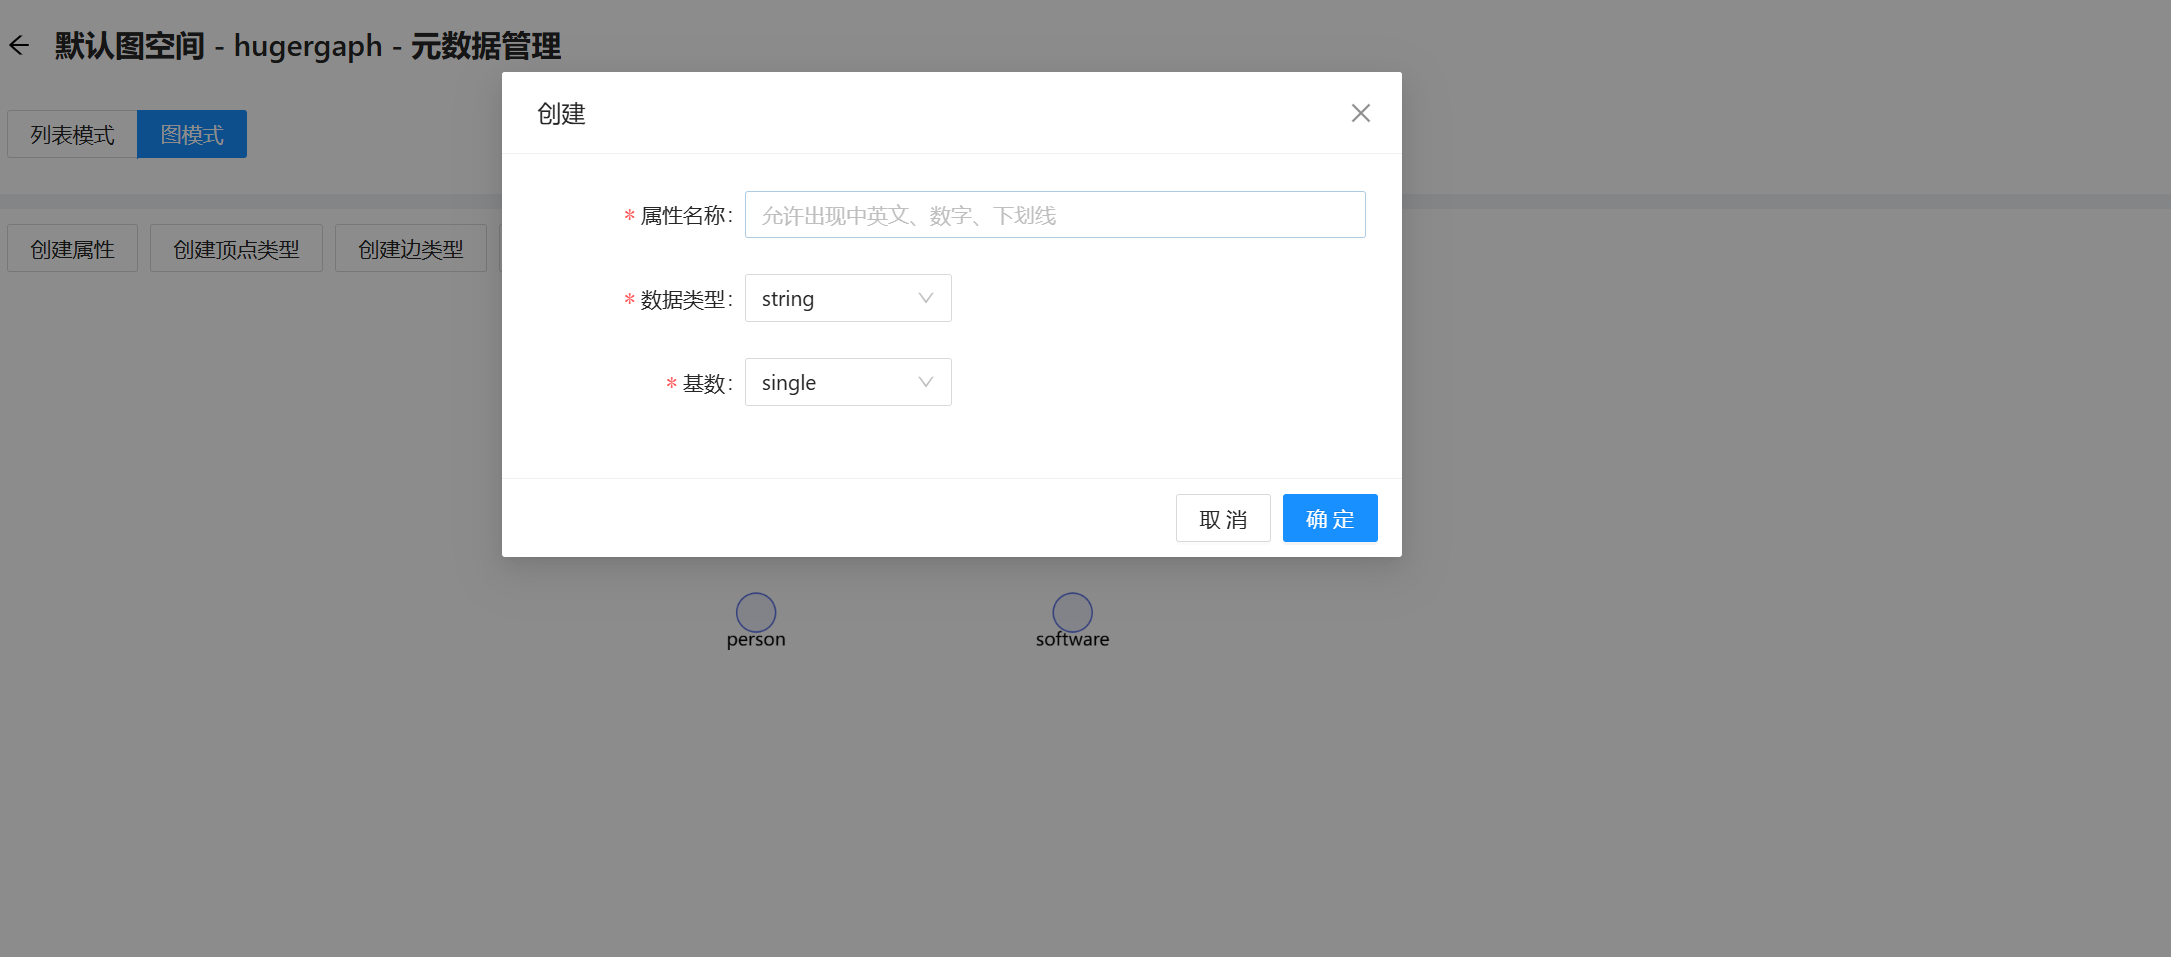 默认图空间 - hugergaph - 元数据管理
列表模式 图模式
创建属性 创建顶点类型 创建边类型
创建
* 属性名称: 允许出现中英文、数字、下划线
* 数据类型: string
* 基数: single
取 消 确 定
person software